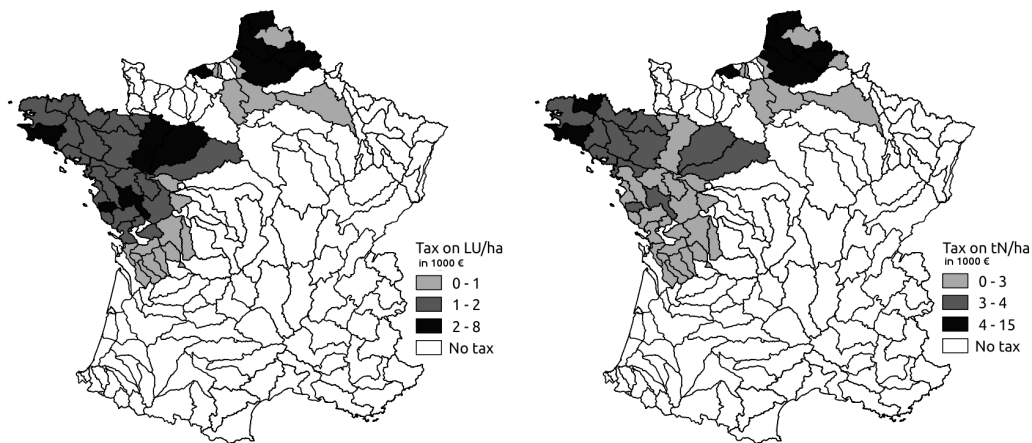 Tax on LU/ha
in 1000 €
0 - 1
1 - 2
2 - 8
No tax
Tax on tN/ha
in 1000 €
0 - 3
3 - 4
4 - 15
No tax